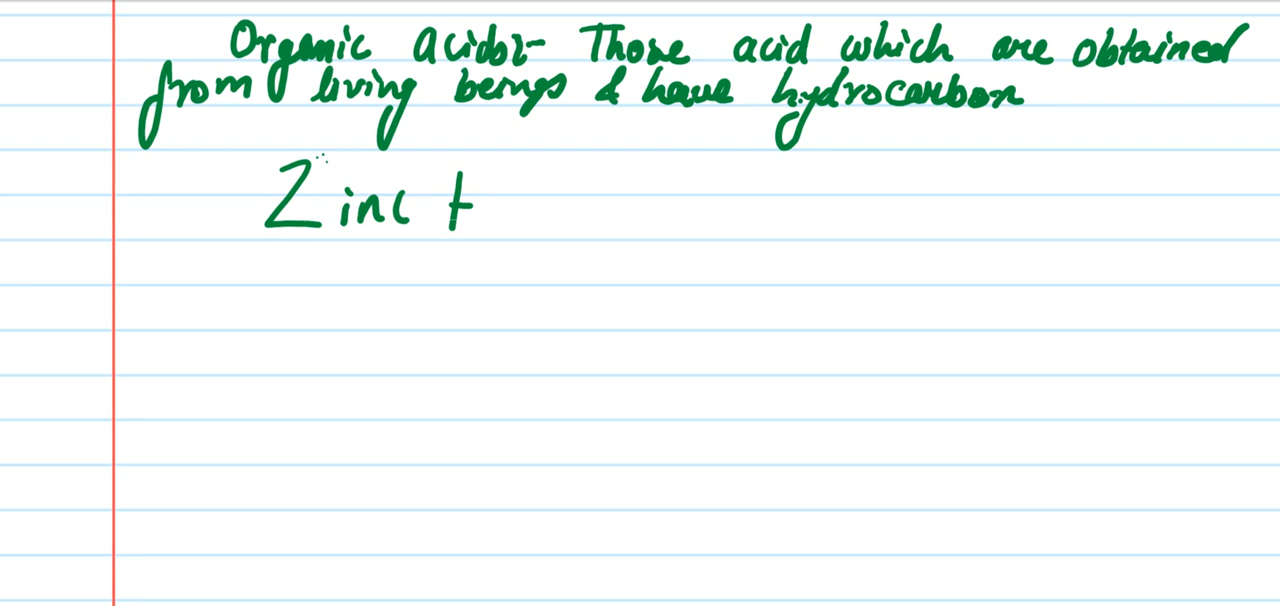 Organic acids:- Those acid which are obtained
from living beings & have hydrocarbon
Zinc +